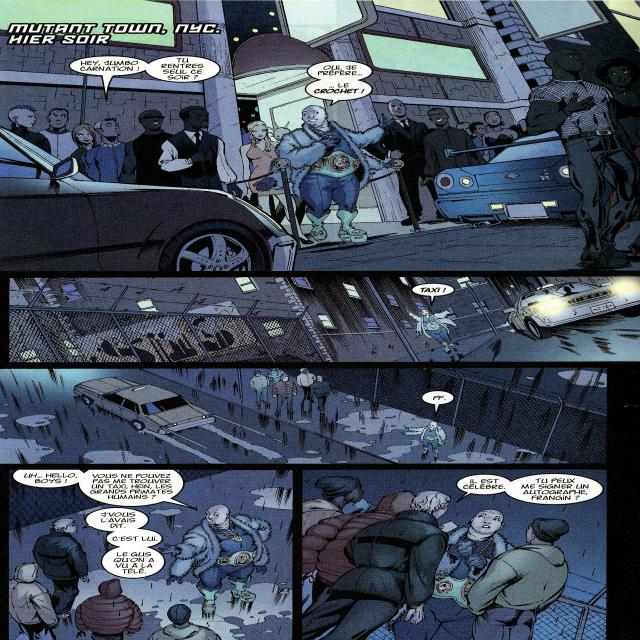 MUTANT TOWN, NYC.
HIER SOIR
HEY, JUMBO
CARNATION !
TU
RENTRES
SEUL CE
SOIR ?
OUI, JE
PRÉFÈRE...
... LE
CRÒCHET !
TAXI !
PF.
UH... HELLO,
BOYS !
VOUS NE POUVEZ
PAS ME TROUVER
UN TAXI, HEIN, LES
GRANDS PRIMATES
HUMAINS ?
J'VOUS
L'AVAIS
DIT.
C'EST LUI.
LE GUS
QU'ON A
VU À LA
TÉLÉ.
IL EST
CÉLÈBRE.
TU PEUX
ME SIGNER UN
AUTOGRAPHE,
FRANGIN ?